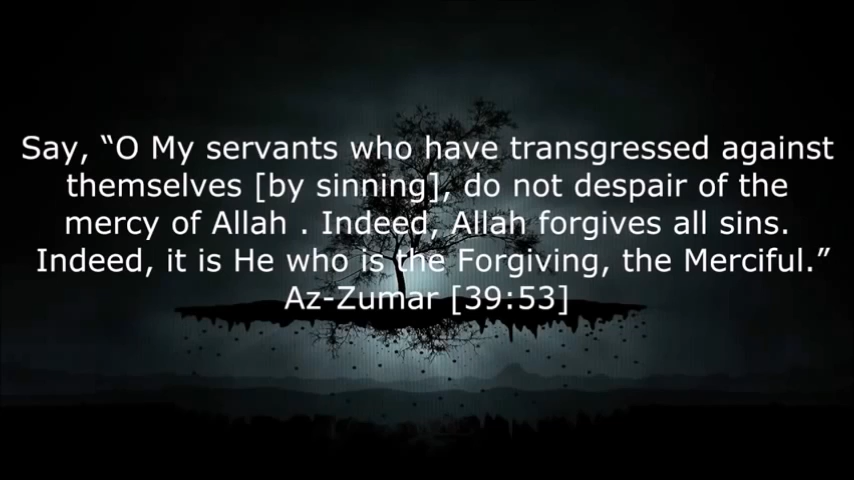 Say, “O My servants who have transgressed against
themselves [by sinning], do not despair of the
mercy of Allah . Indeed, Allah forgives all sins.
Indeed, it is He who is the Forgiving, the Merciful.”
Az-Zumar [39:53]